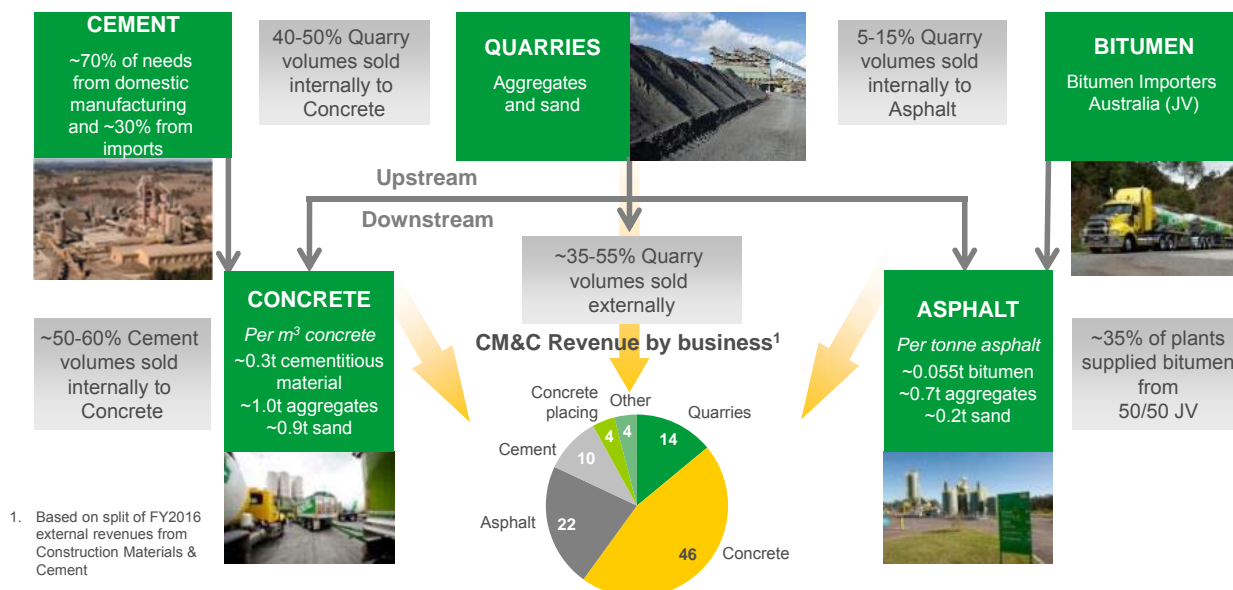 CEMENT
~70% of needs
from domestic
manufacturing
and ~30% from
imports
40-50% Quarry
volumes sold
internally to
Concrete
QUARRIES
Aggregates
and sand
5-15% Quarry
volumes sold
internally to
Asphalt
BITUMEN
Bitumen Importers
Australia (JV)
Upstream
Downstream
~50-60% Cement
volumes sold
internally to
Concrete
CONCRETE
Per m³ concrete
~0.3t cementitious
material
~1.0t aggregates
~0.9t sand
~35-55% Quarry
volumes sold
externally
ASPHALT
Per tonne asphalt
~0.055t bitumen
~0.7t aggregates
~0.2t sand
~35% of plants
supplied bitumen
from
50/50 JV
CM&C Revenue by business¹
Concrete
placing
Other
Quarries
Cement
Asphalt
Concrete
4
4
14
10
22
46
1. Based on split of FY2016
external revenues from
Construction Materials &
Cement